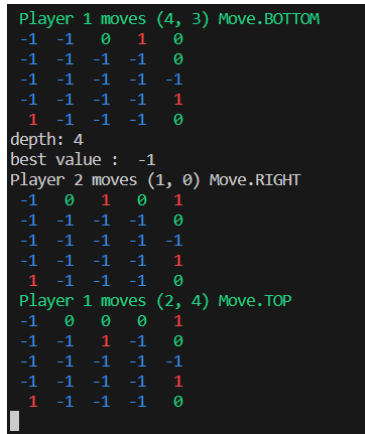 Player 1 moves (4, 3) Move.BOTTOM
-1 -1 0 1 0
-1 -1 -1 -1 0
-1 -1 -1 -1 -1
-1 -1 -1 -1 1
1 -1 -1 -1 0
depth: 4
best value :  -1
Player 2 moves (1, 0) Move.RIGHT
-1 0 1 0 1
-1 -1 -1 -1 0
-1 -1 -1 -1 -1
-1 -1 -1 -1 1
1 -1 -1 -1 0
Player 1 moves (2, 4) Move.TOP
-1 0 0 0 1
-1 -1 1 -1 0
-1 -1 -1 -1 -1
-1 -1 -1 -1 1
1 -1 -1 -1 0